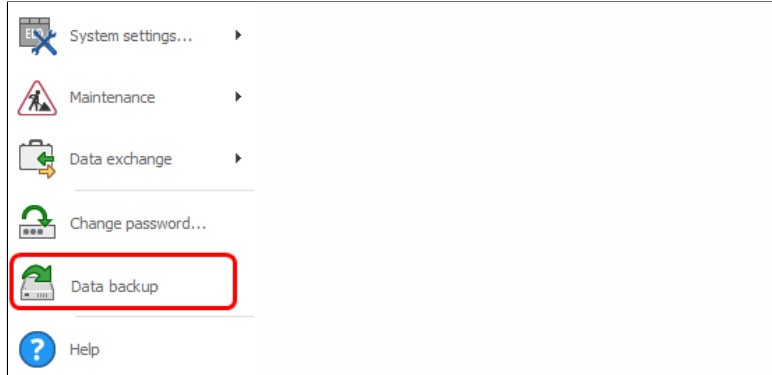 System settings...
Maintenance
Data exchange
Change password...
Data backup
Help